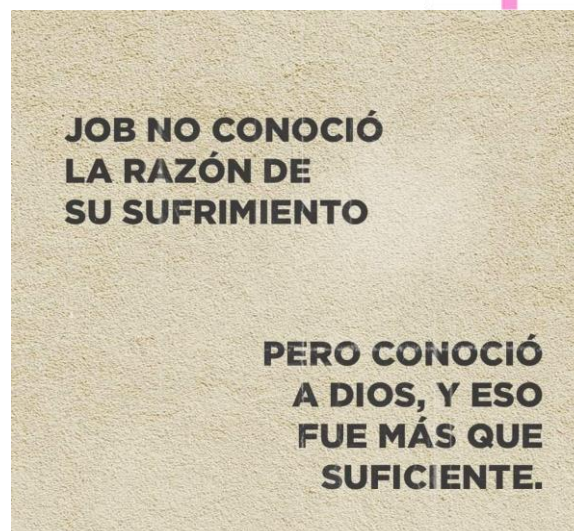 JOB NO CONOCIÓ
LA RAZÓN DE
SU SUFRIMIENTO
PERO CONOCIÓ
A DIOS, Y ESO
FUE MÁS QUE
SUFICIENTE.